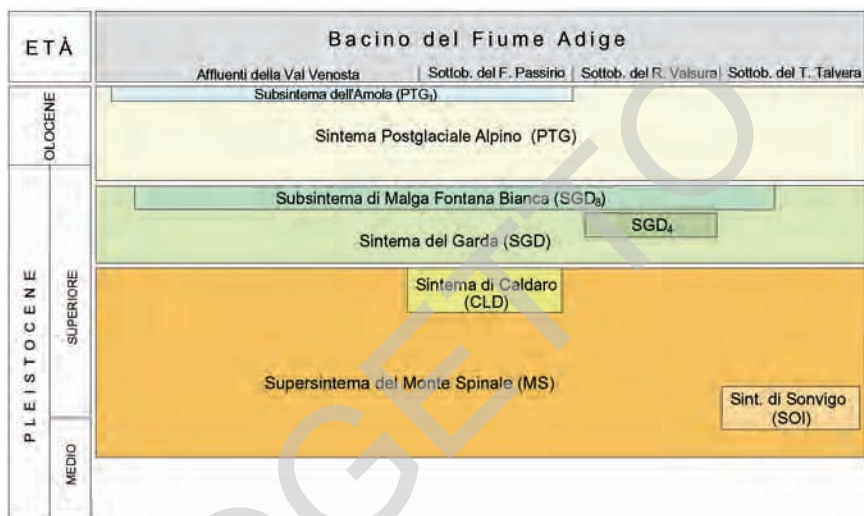 ETÀ
Bacino del Fiume Adige
Affluenti della Val Venosta
Sottob. del F. Passirio
Sottob. del R. Valsura
Sottob. del T. Talvera
OLOCENE
Subsintema dell'Amola (PTG₁)
Sintema Postglaciale Alpino (PTG)
PLEISTOCENE
SUPERIORE
Subsintema di Malga Fontana Bianca (SGD₈)
SGD₄
Sintema del Garda (SGD)
Sintema di Caldaro
(CLD)
Supersintema del Monte Spinale (MS)
Sint. di Sonvigo
(SOI)
MEDIO
OGETTO